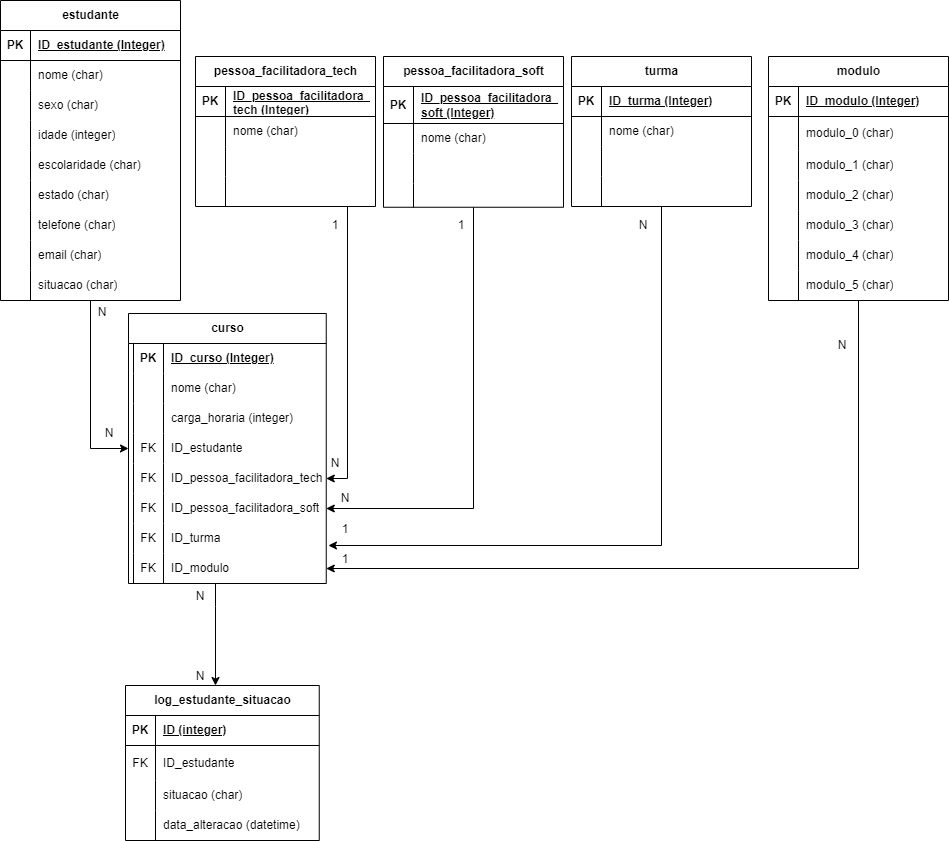 estudante
PK ID_estudante (Integer)
nome (char)
sexo (char)
idade (integer)
escolaridade (char)
estado (char)
telefone (char)
email (char)
situacao (char)
pessoa_facilitadora_tech
PK ID_pessoa_facilitadora_
tech (Integer)
nome (char)
pessoa_facilitadora_soft
PK ID_pessoa_facilitadora_
soft (Integer)
nome (char)
turma
PK ID_turma (Integer)
nome (char)
modulo
PK ID_modulo (Integer)
modulo_0 (char)
modulo_1 (char)
modulo_2 (char)
modulo_3 (char)
modulo_4 (char)
modulo_5 (char)
1
1
N
N
N
N
curso
PK ID_curso (Integer)
nome (char)
carga_horaria (integer)
FK ID_estudante
FK ID_pessoa_facilitadora_tech
FK ID_pessoa_facilitadora_soft
FK ID_turma
FK ID_modulo
N
N
1
1
N
N
log_estudante_situacao
PK ID (integer)
FK ID_estudante
situacao (char)
data_alteracao (datetime)